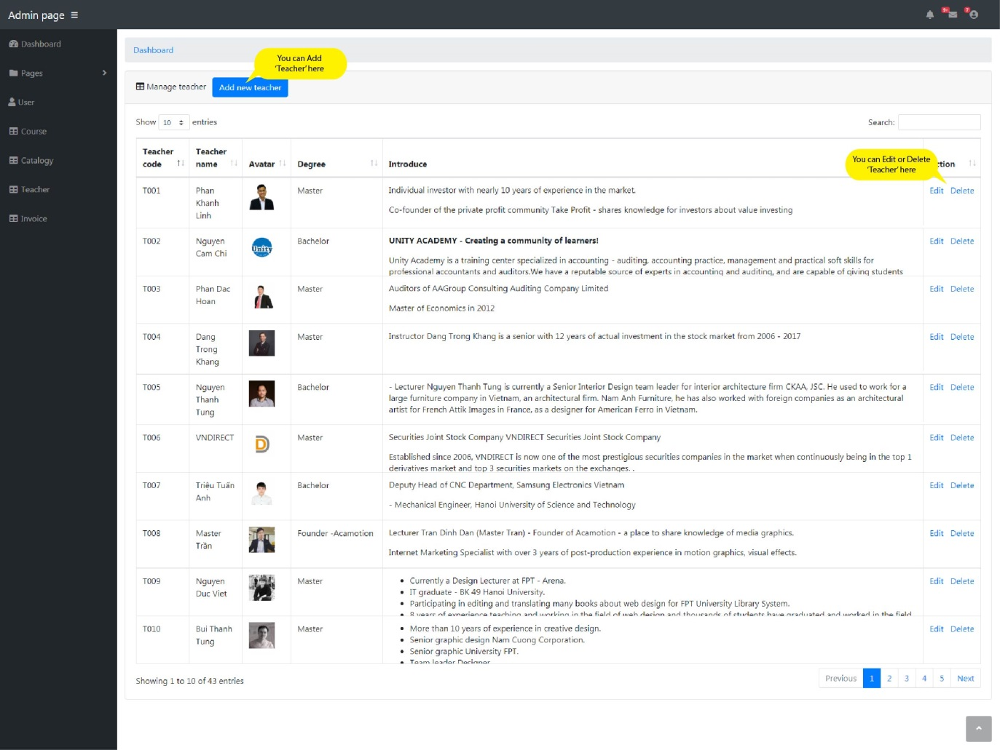 Admin page
9+
7
Dashboard
Pages
User
Course
Catalogy
Teacher
Invoice
Dashboard
You can Add
'Teacher' here
Manage teacher
Add new teacher
Show 10 entries
Search:
Teacher code
Teacher name
Avatar
Degree
Introduce
You can Edit or Delete
'Teacher' here
ction
T001
Phan
Khanh
Linh
Master
Individual investor with nearly 10 years of experience in the market.
Co-founder of the private profit community Take Profit - shares knowledge for investors about value investing
Edit Delete
T002
Nguyen
Cam Chi
Unity
Bachelor
UNITY ACADEMY - Creating a community of learners!
Unity Academy is a training center specialized in accounting - auditing, accounting practice, management and practical soft skills for
professional accountants and auditors.We have a reputable source of experts in accounting and auditing, and are capable of giving students
Edit Delete
T003
Phan Dac
Hoan
Master
Auditors of AAGroup Consulting Auditing Company Limited
Master of Economics in 2012
Edit Delete
T004
Dang
Trong
Khang
Master
Instructor Dang Trong Khang is a senior with 12 years of actual investment in the stock market from 2006 - 2017
Edit Delete
T005
Nguyen
Thanh
Tung
Bachelor
- Lecturer Nguyen Thanh Tung is currently a Senior Interior Design team leader for interior architecture firm CKAA, JSC. He used to work for a
large furniture company in Vietnam, an architectural firm. Nam Anh Furniture, he has also worked with foreign companies as an architectural
artist for French Attik Images in France, as a designer for American Ferro in Vietnam.
Edit Delete
T006
VNDIRECT
D
Master
Securities Joint Stock Company VNDIRECT Securities Joint Stock Company
Established since 2006, VNDIRECT is now one of the most prestigious securities companies in the market when continuously being in the top 1
derivatives market and top 3 securities markets on the exchanges. .
Edit Delete
T007
Triệu Tuấn
Anh
Bachelor
Deputy Head of CNC Department, Samsung Electronics Vietnam
- Mechanical Engineer, Hanoi University of Science and Technology
Edit Delete
T008
Master
Trần
Founder -Acamotion
Lecturer Tran Dinh Dan (Master Tran) - Founder of Acamotion - a place to share knowledge of media graphics.
Internet Marketing Specialist with over 3 years of post-production experience in motion graphics, visual effects.
Edit Delete
T009
Nguyen
Duc Viet
Master
• Currently a Design Lecturer at FPT - Arena.
• IT graduate - BK 49 Hanoi University.
• Participating in editing and translating many books about web design for FPT University Library System.
• 8 years of experience teaching and working in the field of web design and thousands of students have graduated and worked in the field
Edit Delete
T010
Bui Thanh
Tung
Master
• More than 10 years of experience in creative design.
• Senior graphic design Nam Cuong Corporation.
• Senior graphic University FPT.
• Team leader Designer
Edit Delete
Showing 1 to 10 of 43 entries
Previous 1 2 3 4 5 Next